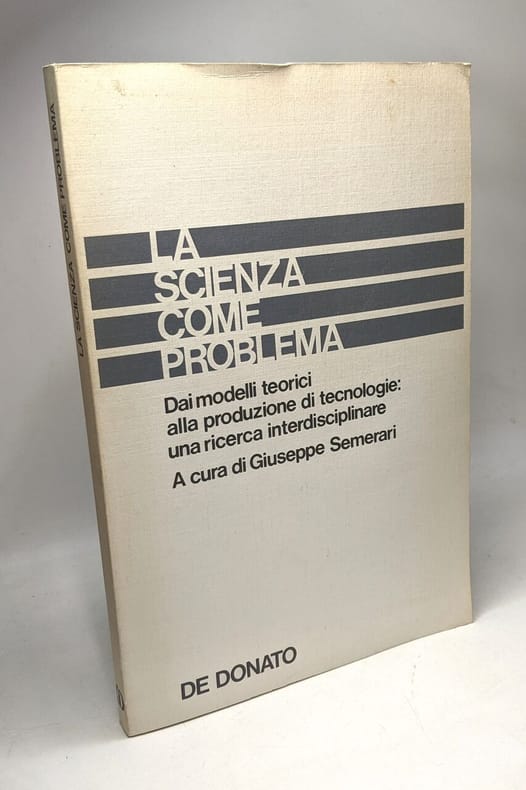 LA SCIENZA COME PROBLEMA
LA
SCIENZA
COME
PROBLEMA
Dai modelli teorici
alla produzione di tecnologie:
una ricerca interdisciplinare
A cura di Giuseppe Semerari
DE DONATO